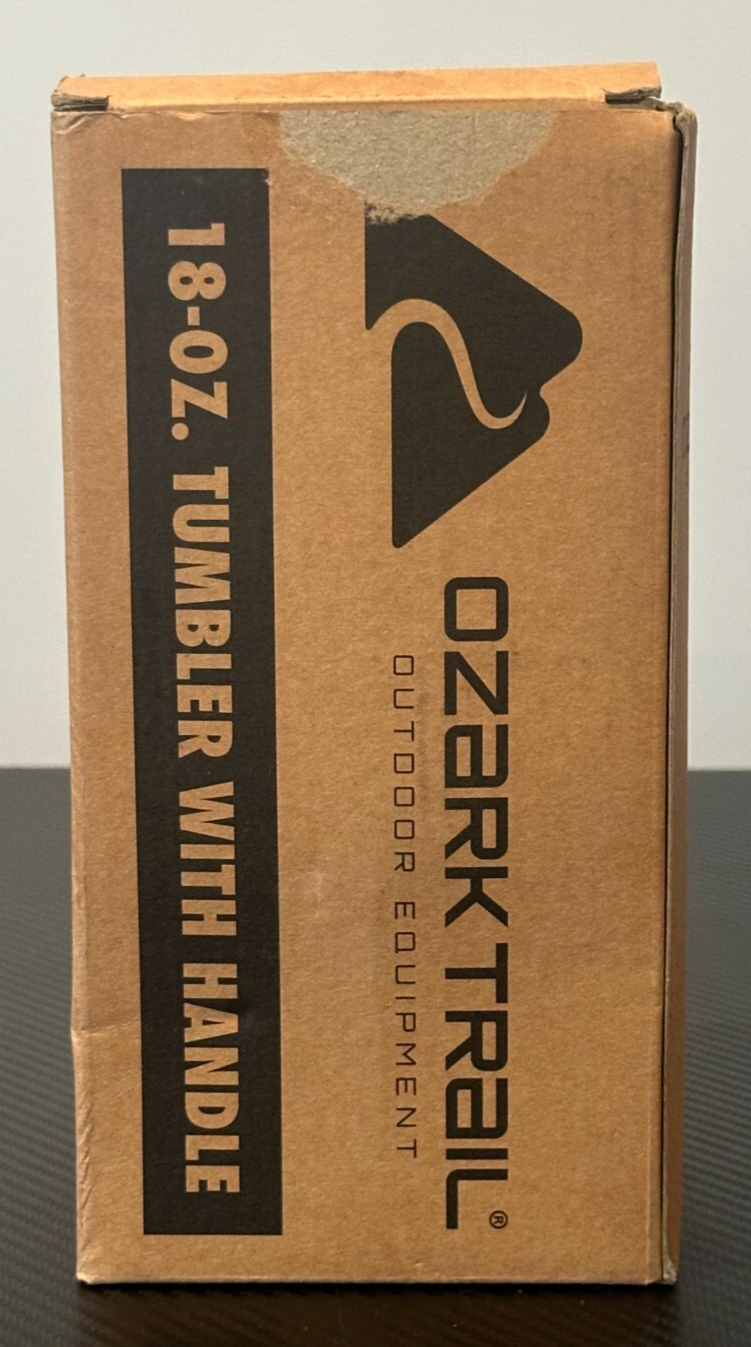 OZARK TRAIL®
OUTDOOR EQUIPMENT
18-OZ. TUMBLER WITH HANDLE